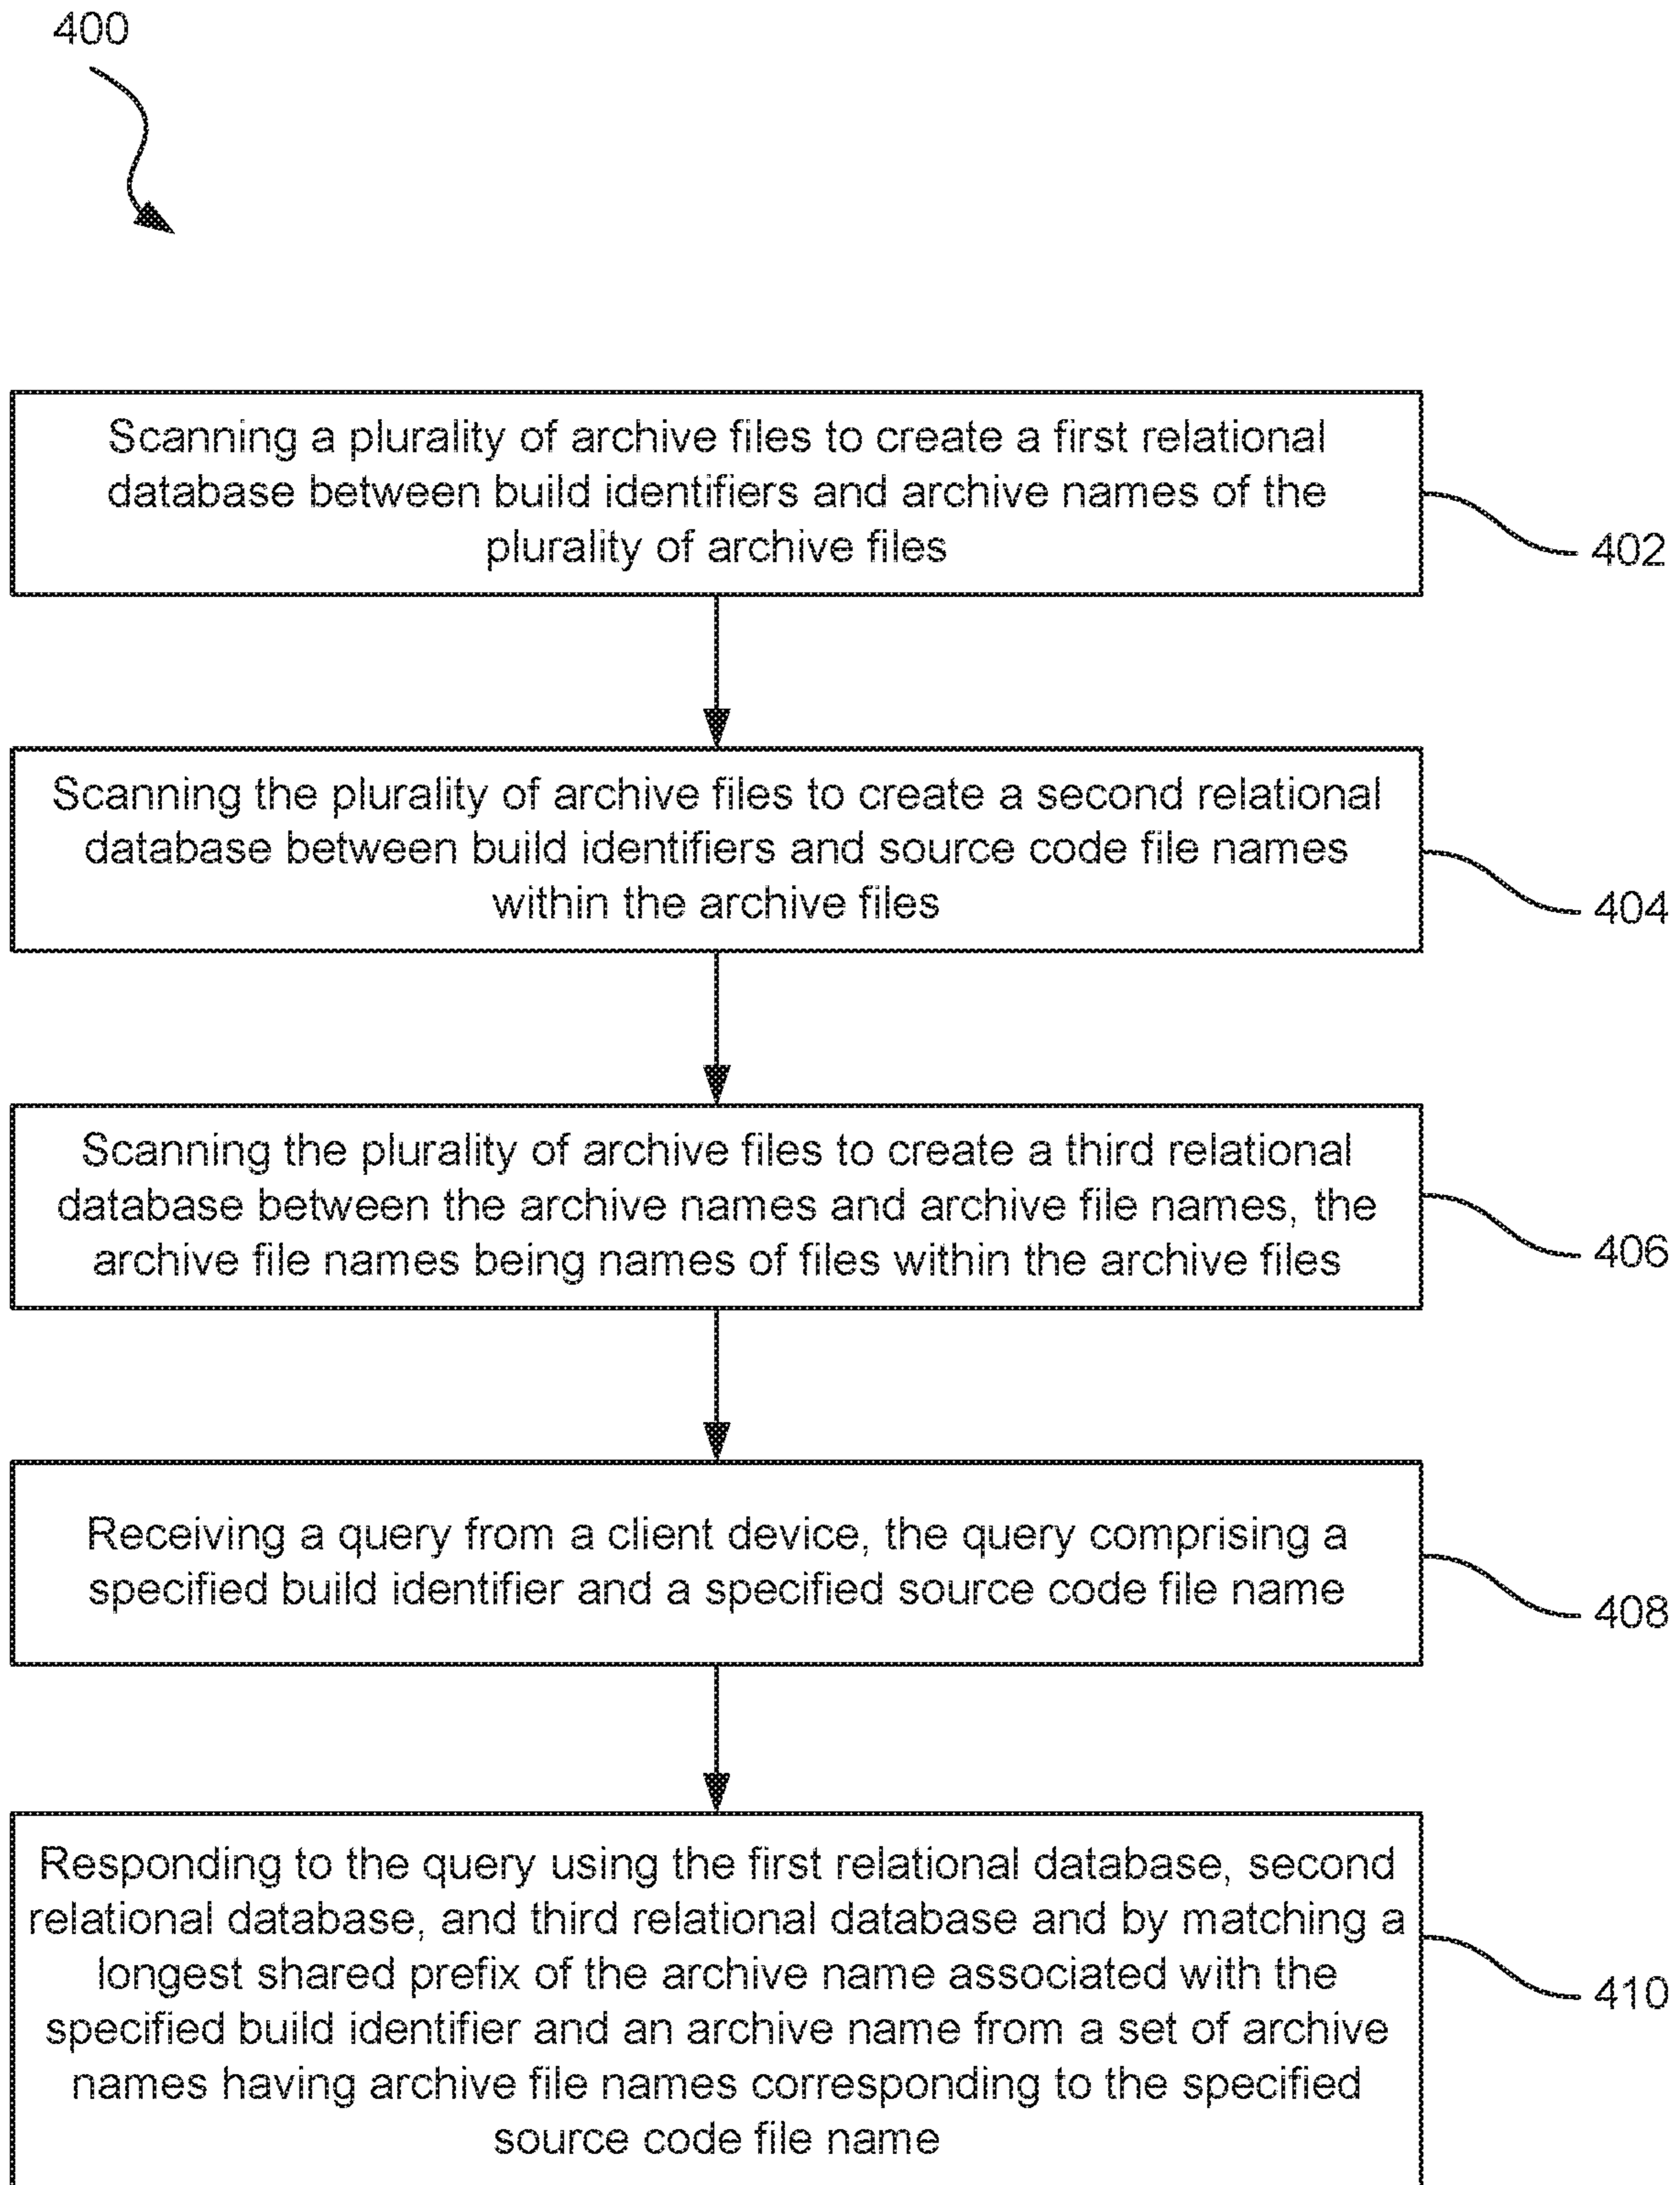 400
Scanning a plurality of archive files to create a first relational
database between build identifiers and archive names of the
plurality of archive files
402
Scanning the plurality of archive files to create a second relational
database between build identifiers and source code file names
within the archive files
404
Scanning the plurality of archive files to create a third relational
database between the archive names and archive file names, the
archive file names being names of files within the archive files
406
Receiving a query from a client device, the query comprising a
specified build identifier and a specified source code file name
408
Responding to the query using the first relational database, second
relational database, and third relational database and by matching a
longest shared prefix of the archive name associated with the
specified build identifier and an archive name from a set of archive
names having archive file names corresponding to the specified
source code file name
410